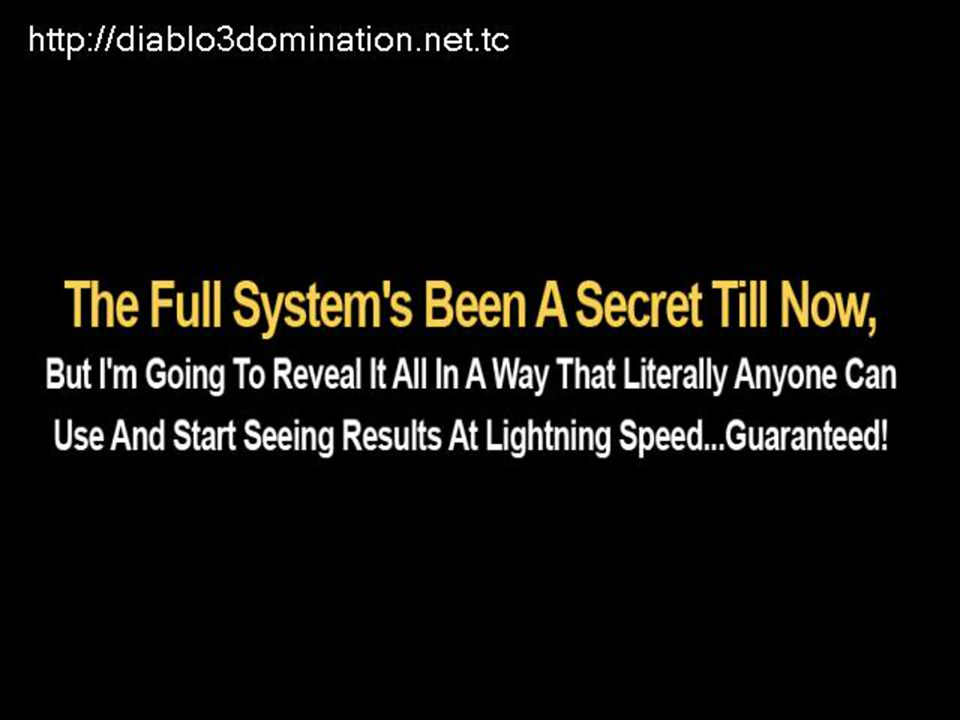 http://diablo3domination.net.tc
The Full System's Been A Secret Till Now,
But I'm Going To Reveal It All In A Way That Literally Anyone Can
Use And Start Seeing Results At Lightning Speed...Guaranteed!